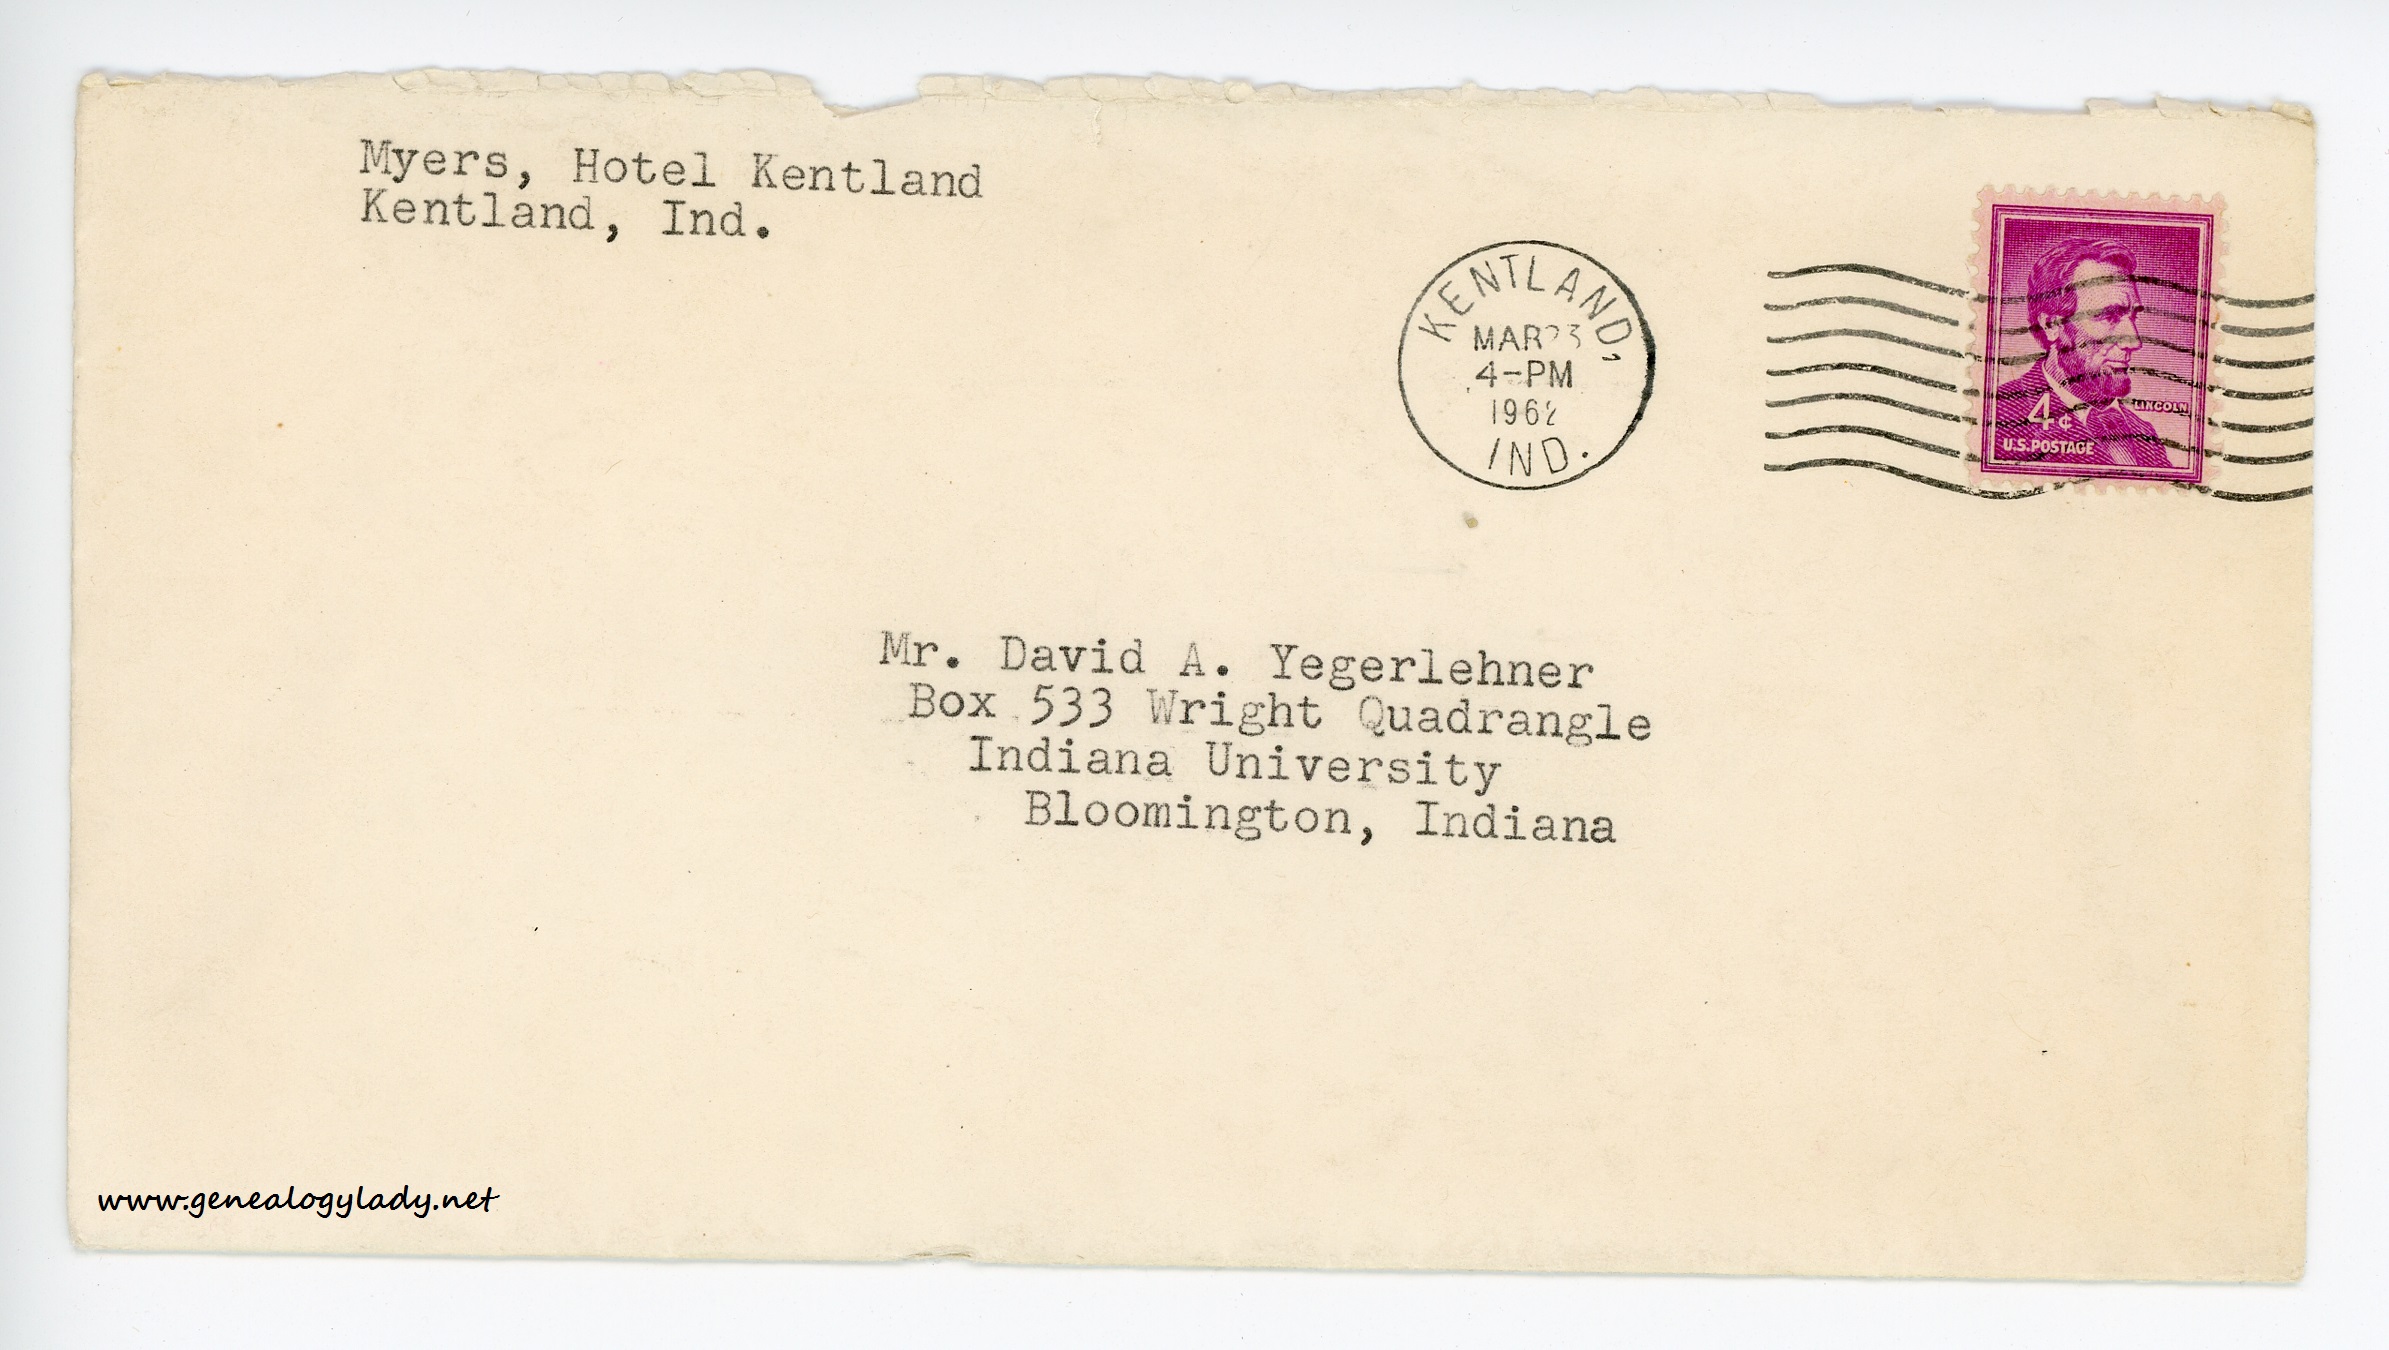 Myers, Hotel Kentland
Kentland, Ind.
KENTLAND,
MAR 23
4-PM
1962
IND.
4¢
LINCOLN
U.S.POSTAGE
Mr. David A. Yegerlehner
Box 533 Wright Quadrangle
Indiana University
Bloomington, Indiana
www.genealogylady.net